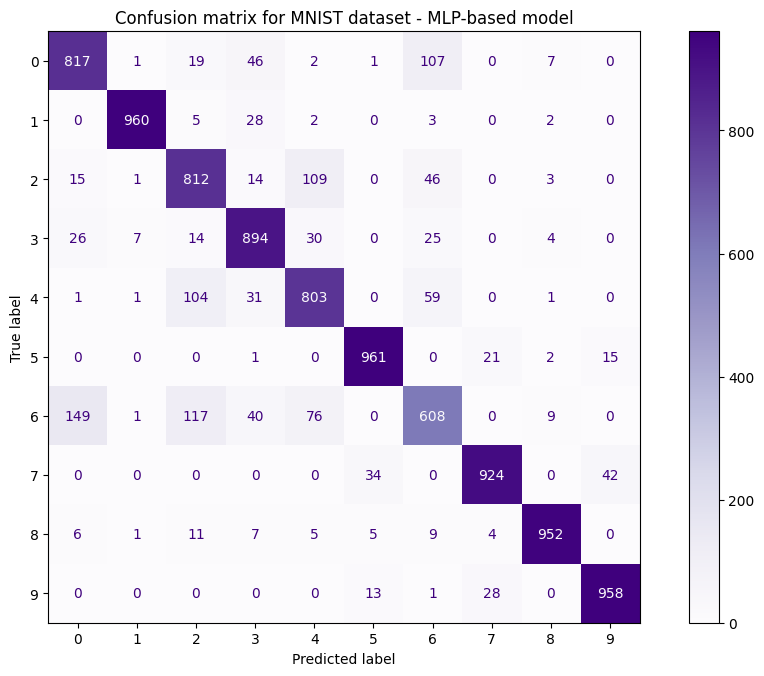 Confusion matrix for MNIST dataset - MLP-based model
0 817 1 19 46 2 1 107 0 7 0
1 0 960 5 28 2 0 3 0 2 0
2 15 1 812 14 109 0 46 0 3 0
3 26 7 14 894 30 0 25 0 4 0
4 1 1 104 31 803 0 59 0 1 0
5 0 0 0 1 0 961 0 21 2 15
6 149 1 117 40 76 0 608 0 9 0
7 0 0 0 0 0 34 0 924 0 42
8 6 1 11 7 5 5 9 4 952 0
9 0 0 0 0 0 13 1 28 0 958
0 1 2 3 4 5 6 7 8 9
Predicted label
True label
800
600
400
200
0